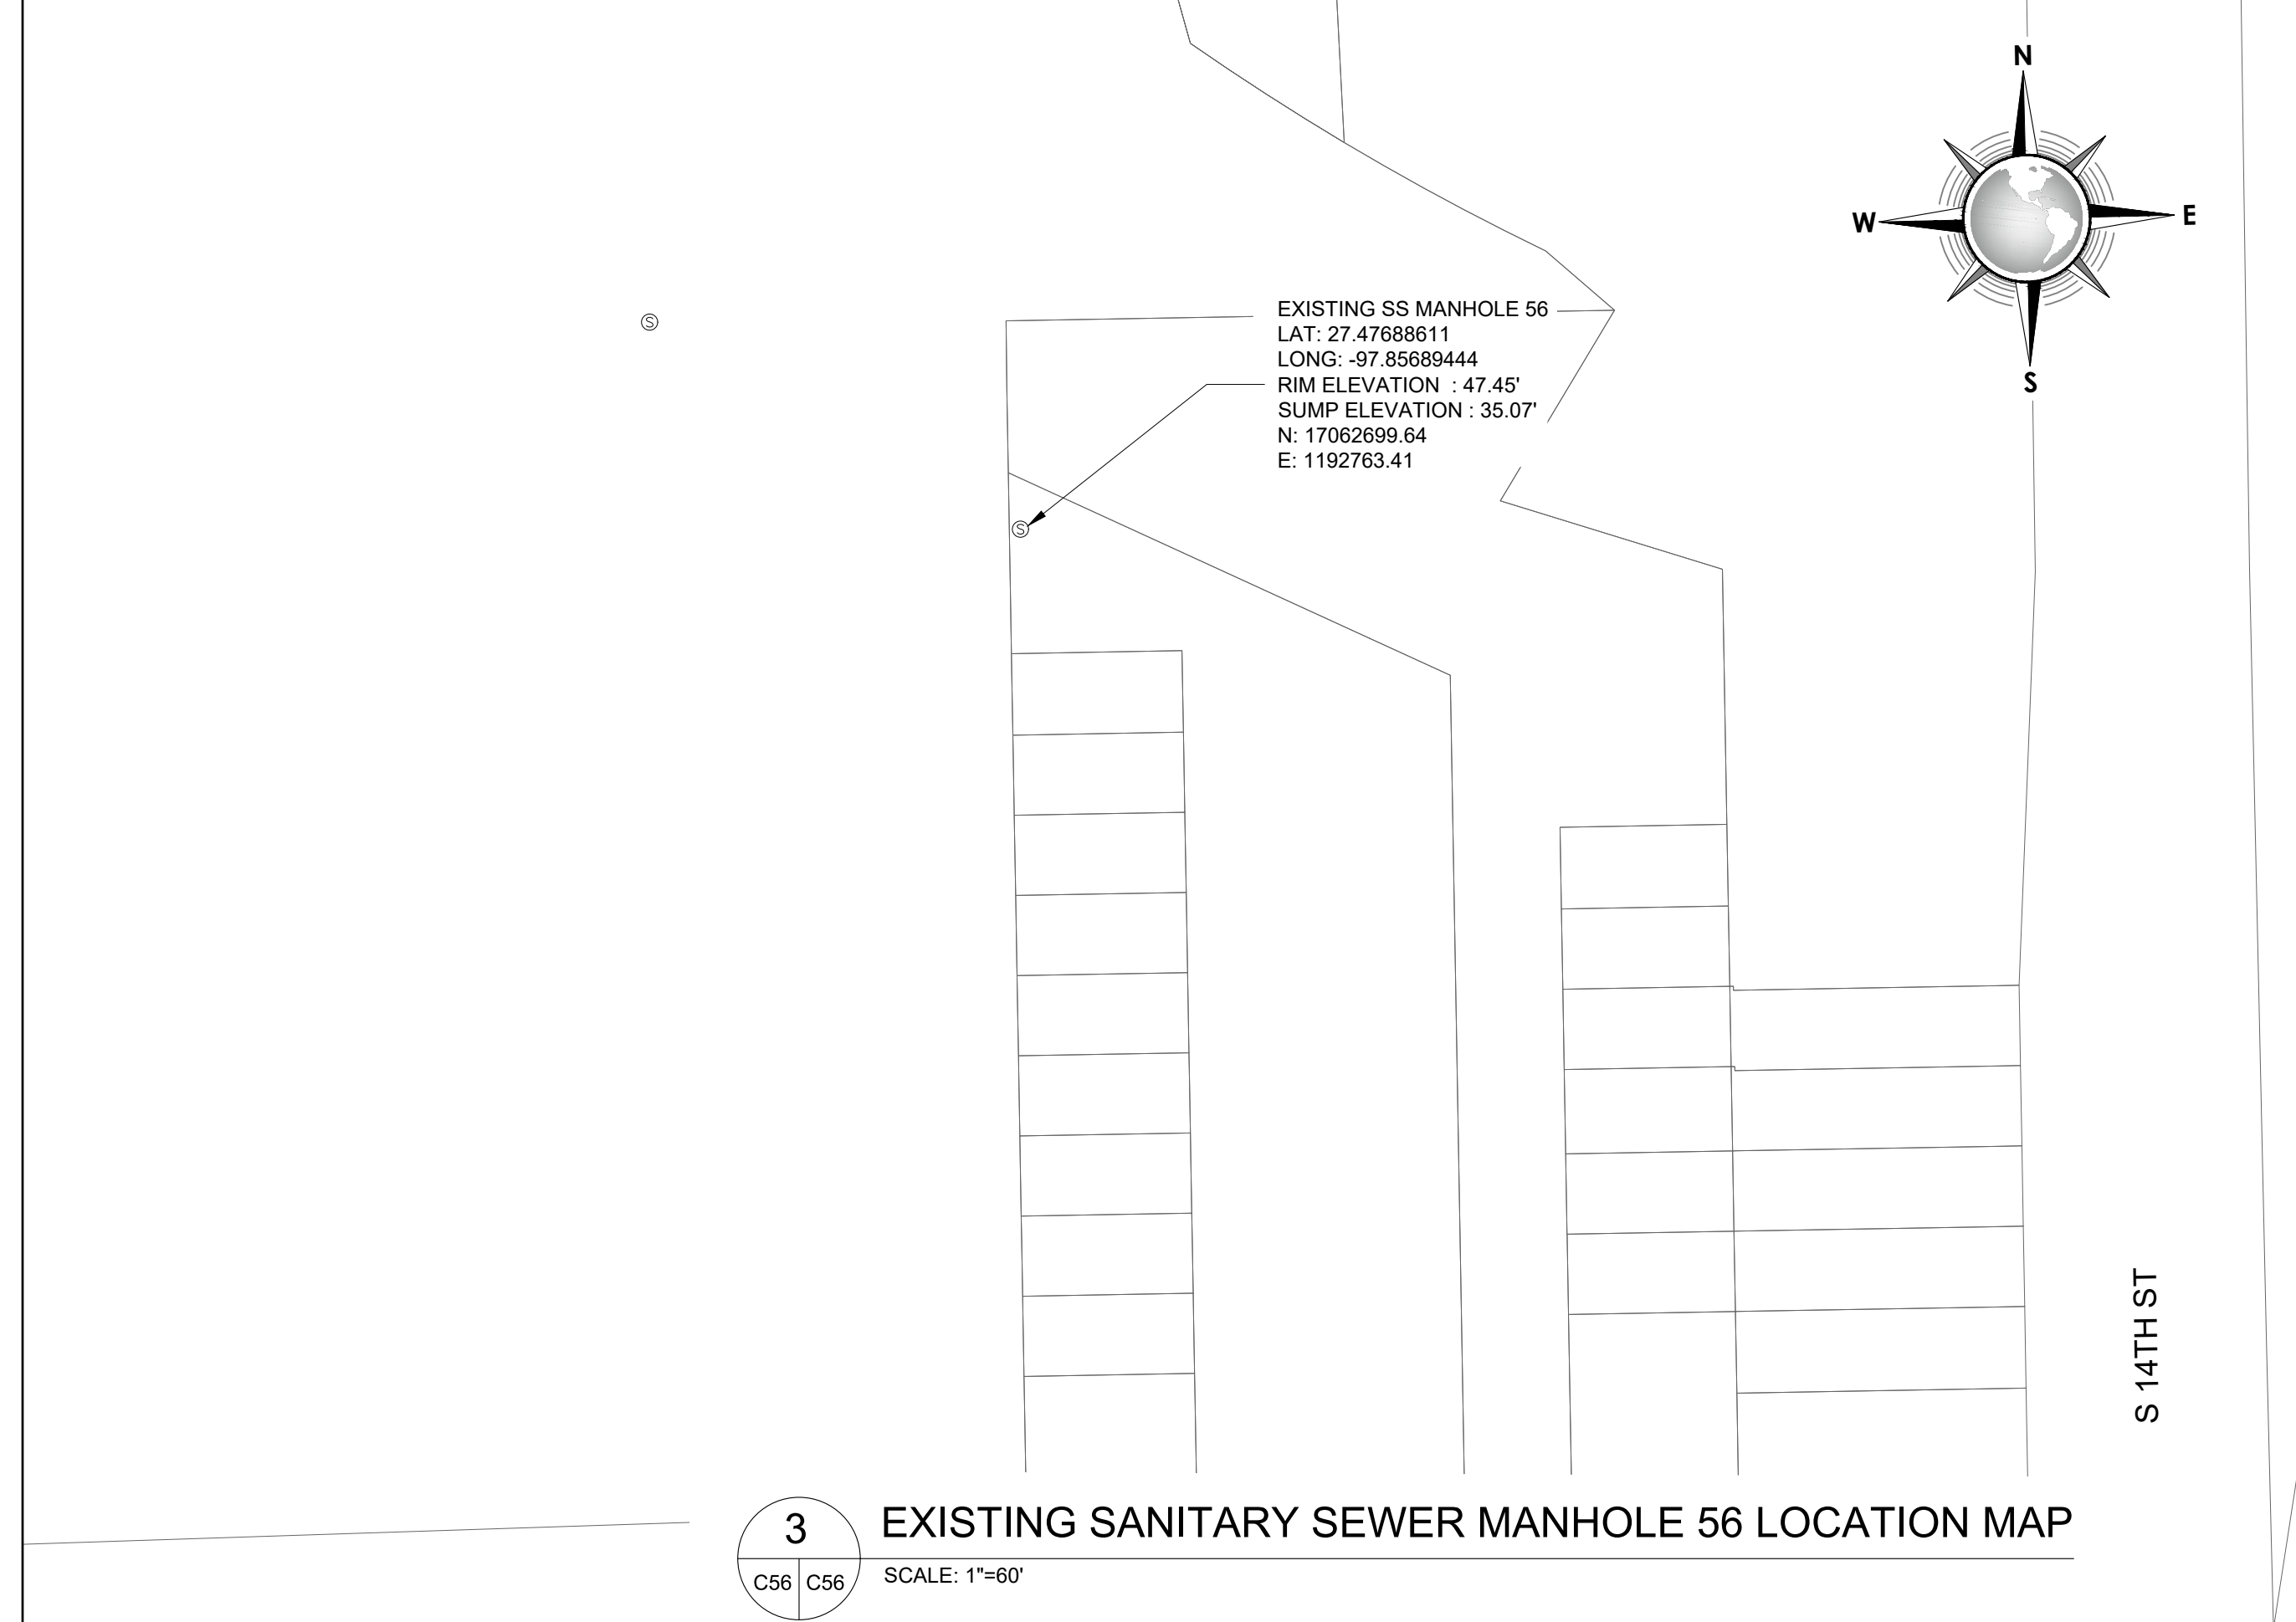 N
W
E
S
EXISTING SS MANHOLE 56
LAT: 27.47688611
LONG: -97.85689444
RIM ELEVATION : 47.45'
SUMP ELEVATION : 35.07'
N: 17062699.64
E: 1192763.41
S
S
S 14TH ST
3
C56 C56
EXISTING SANITARY SEWER MANHOLE 56 LOCATION MAP
SCALE: 1"=60'